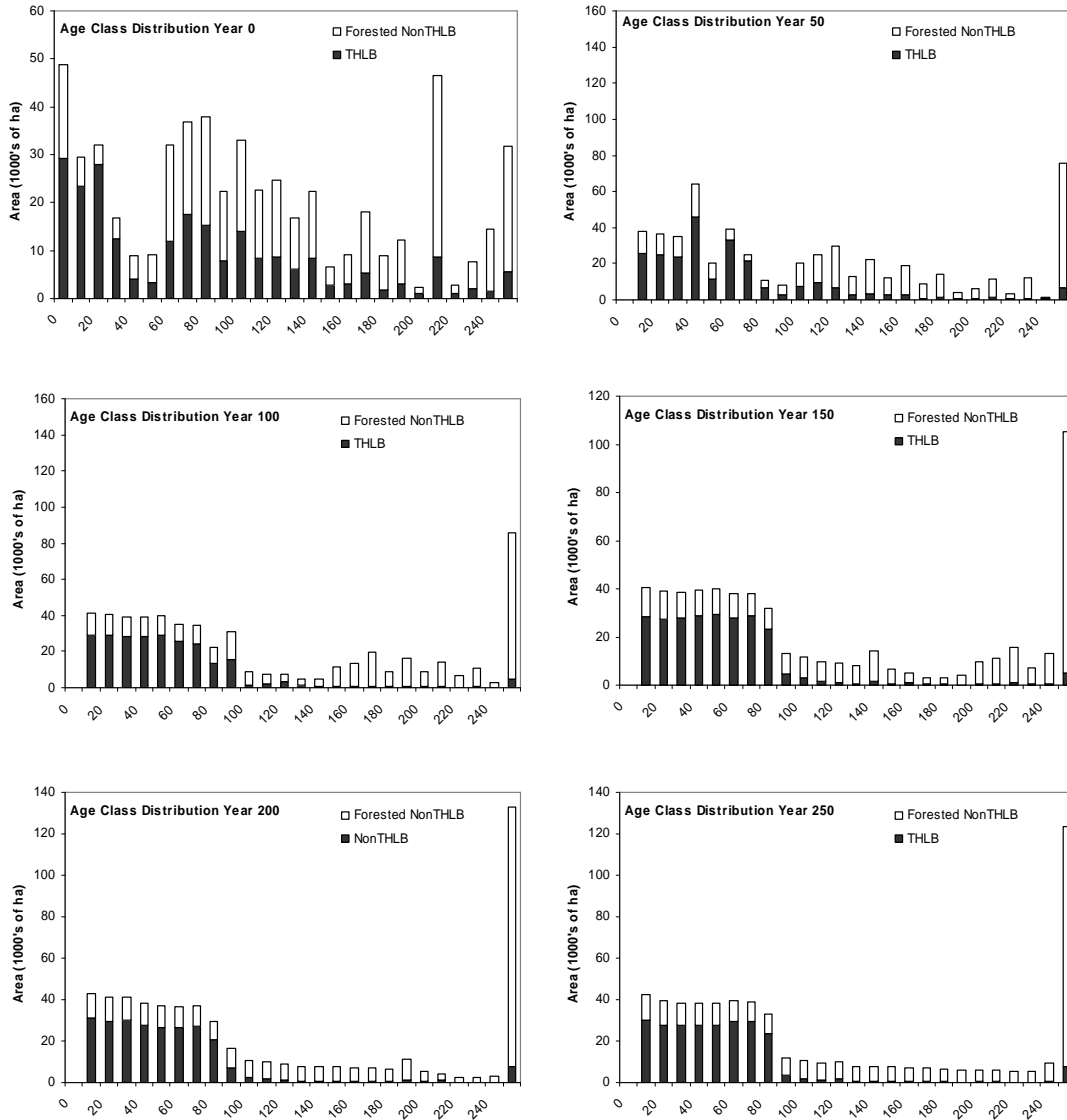 Age Class Distribution Year 0
Forested NonTHLB
THLB
Area (1000's of ha)
60
50
40
30
20
10
0
0 20 40 60 80 100 120 140 160 180 200 220 240
Age Class Distribution Year 50
Forested NonTHLB
THLB
Area (1000's of ha)
160
140
120
100
80
60
40
20
0
0 20 40 60 80 100 120 140 160 180 200 220 240
Age Class Distribution Year 100
Forested NonTHLB
THLB
Area (1000's of ha)
160
140
120
100
80
60
40
20
0
0 20 40 60 80 100 120 140 160 180 200 220 240
Age Class Distribution Year 150
Forested NonTHLB
THLB
Area (1000's of ha)
120
100
80
60
40
20
0
0 20 40 60 80 100 120 140 160 180 200 220 240
Age Class Distribution Year 200
Forested NonTHLB
NonTHLB
Area (1000's of ha)
140
120
100
80
60
40
20
0
0 20 40 60 80 100 120 140 160 180 200 220 240
Age Class Distribution Year 250
Forested NonTHLB
THLB
Area (1000's of ha)
140
120
100
80
60
40
20
0
0 20 40 60 80 100 120 140 160 180 200 220 240